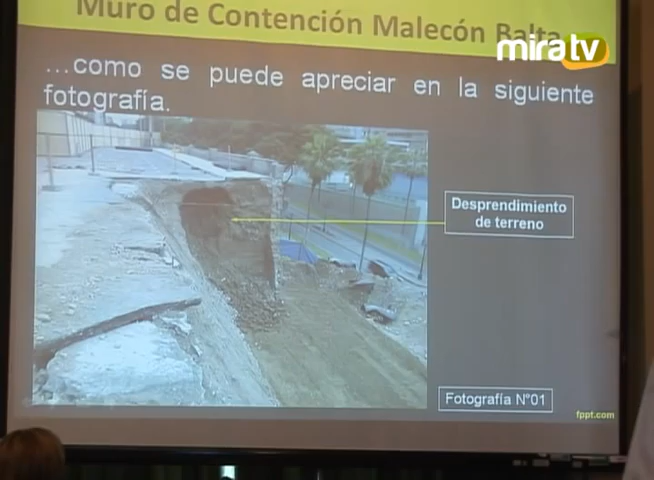 Muro de Contención Malecón Balta
miratv
...como se puede apreciar en la siguiente
fotografía.
Desprendimiento
de terreno
Fotografía N°01
fppt.com